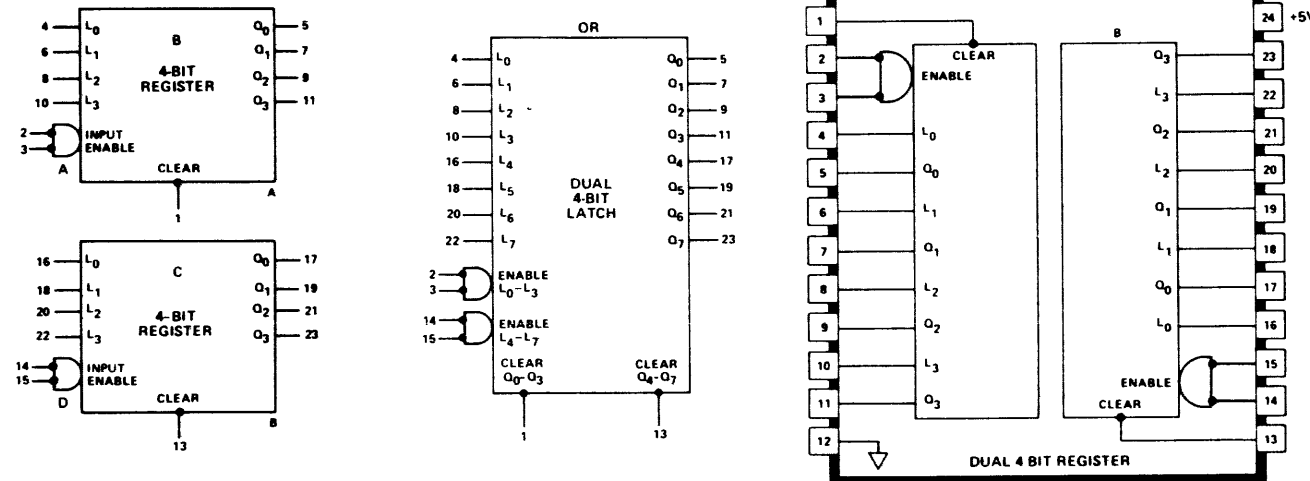 4 L0 Q0 5
B
6 L1 Q1 7
4-BIT
REGISTER
8 L2 Q2 9
10 L3 Q3 11
2 INPUT
3 ENABLE
A
CLEAR
A
1
16 L0 Q0 17
C
18 L1 Q1 19
4-BIT
REGISTER
20 L2 Q2 21
22 L3 Q3 23
14 INPUT
15 ENABLE
D
CLEAR
B
13
OR
4 L0 Q0 5
6 L1 Q1 7
8 L2 Q2 9
10 L3 Q3 11
16 L4 Q4 17
18 L5 Q5 19
20 L6 Q6 21
22 L7 Q7 23
DUAL
4-BIT
LATCH
2 ENABLE
3 L0-L3
14 ENABLE
15 L4-L7
CLEAR
Q0-Q3
CLEAR
Q4-Q7
1
13
1
CLEAR
2
ENABLE
3
4 L0
5 Q0
6 L1
7 Q1
8 L2
9 Q2
10 L3
11 Q3
12
24 +5V
B
Q3 23
L3 22
Q2 21
L2 20
Q1 19
L1 18
Q0 17
L0 16
15
ENABLE
14
CLEAR
13
DUAL 4 BIT REGISTER